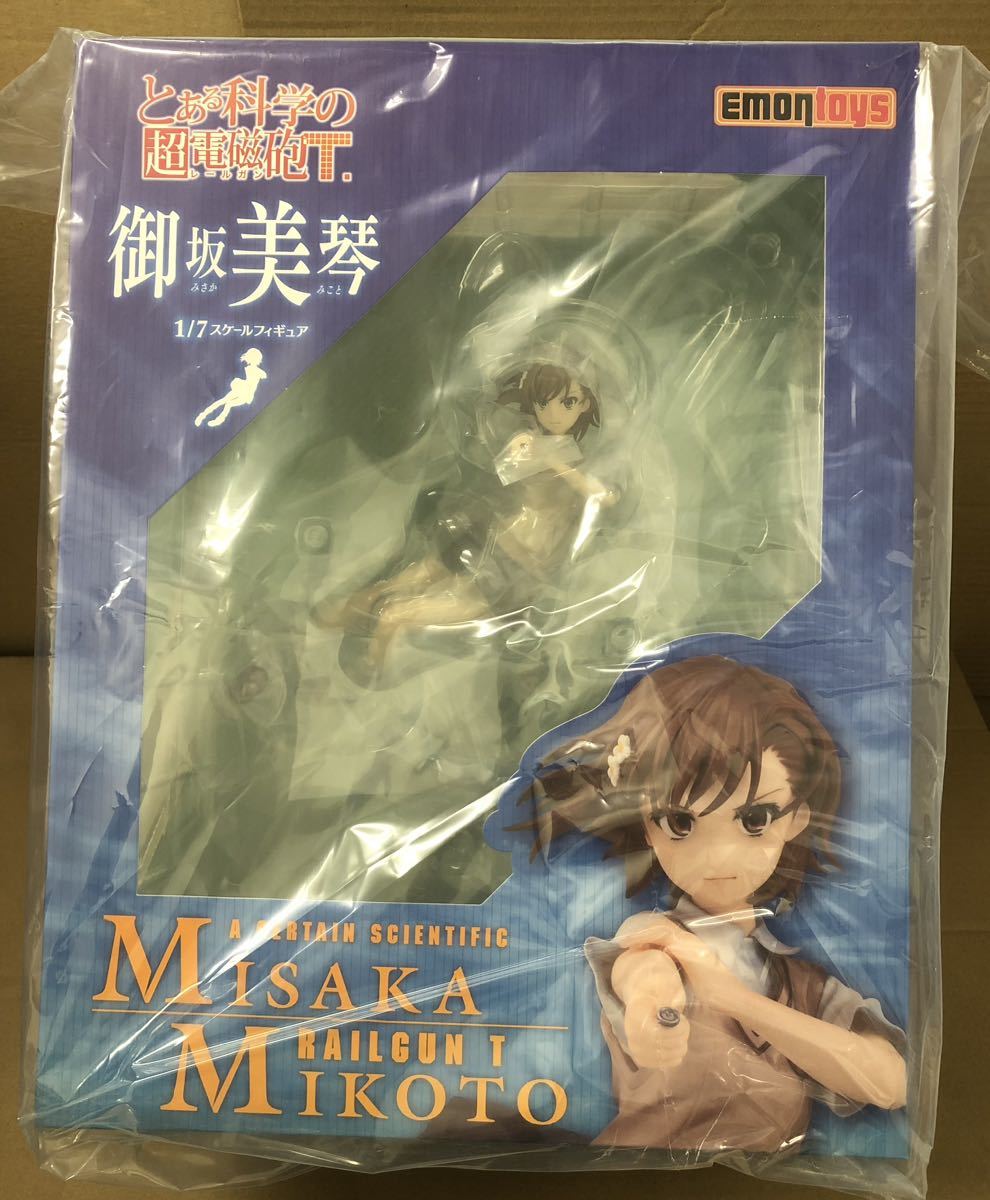 とある科学の
超電磁砲T.
レールガン
emontoys
御坂美琴
みさか みこと
1/7スケールフィギュア
A CERTAIN SCIENTIFIC
MISAKA
RAILGUN T
MIKOTO